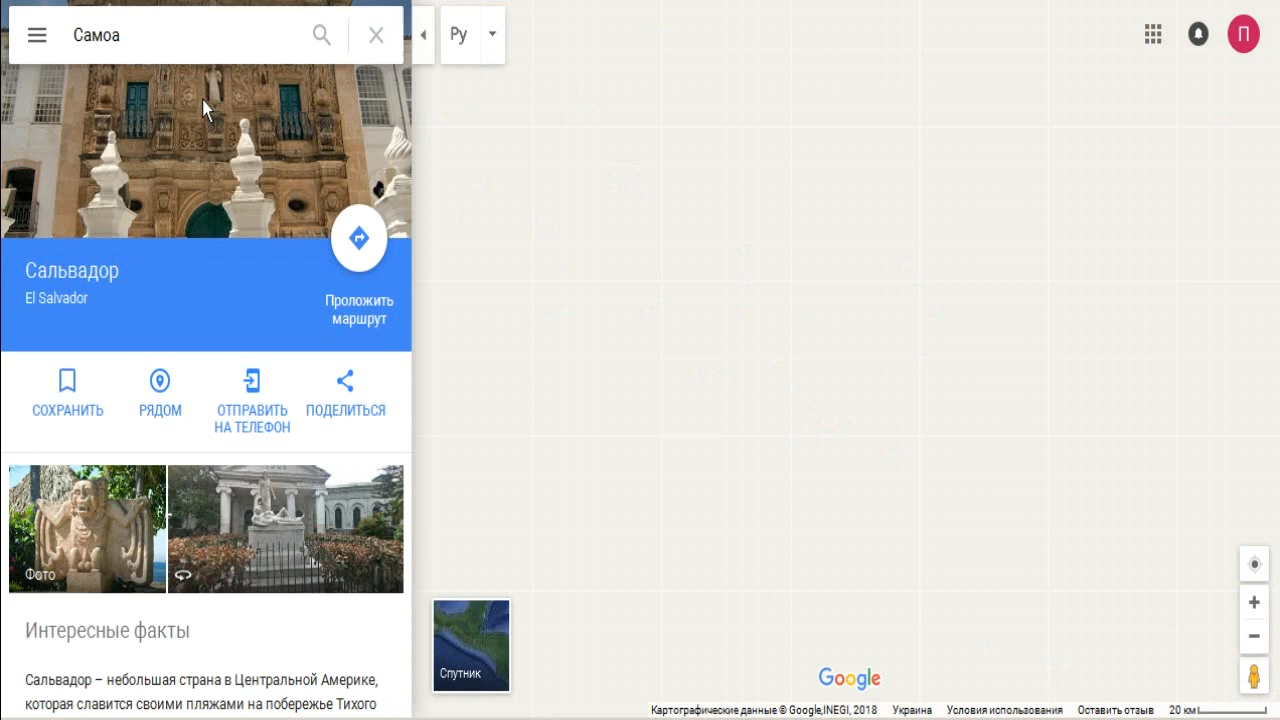 Самоа
Ру
П
Сальвадор
El Salvador
Проложить
маршрут
СОХРАНИТЬ
РЯДОМ
ОТПРАВИТЬ
НА ТЕЛЕФОН
ПОДЕЛИТЬСЯ
Фото
Интересные факты
Сальвадор – небольшая страна в Центральной Америке,
которая славится своими пляжами на побережье Тихого
Спутник
Google
Картографические данные © Google,INEGI, 2018 Украина Условия использования Оставить отзыв 20 км